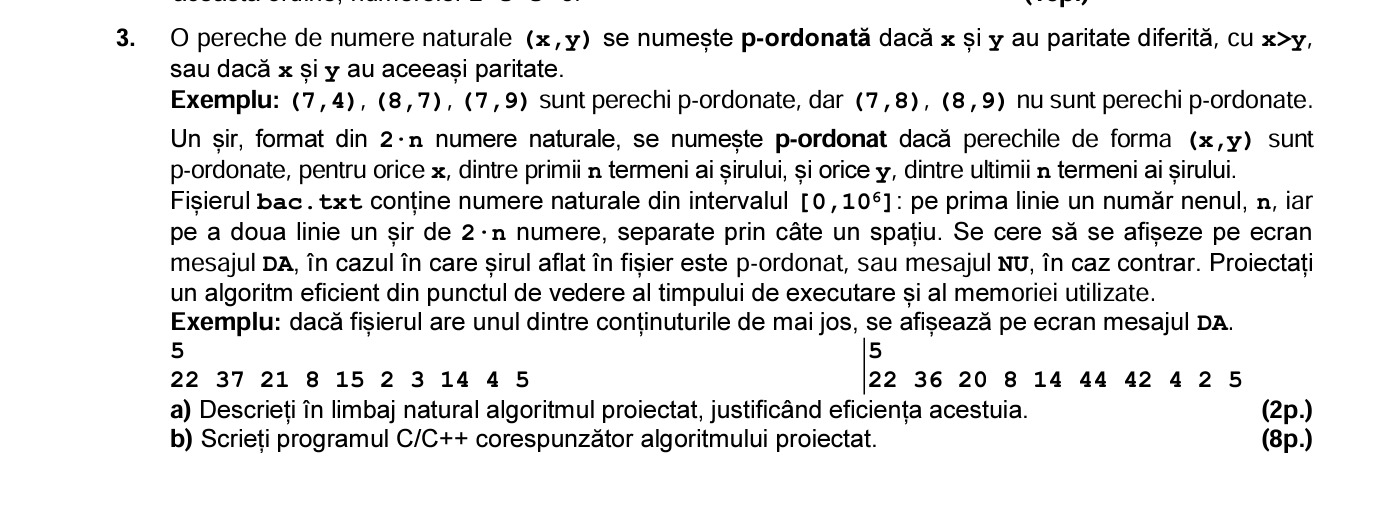 3. O pereche de numere naturale (x,y) se numește p-ordonată dacă x și y au paritate diferită, cu x>y,
sau dacă x și y au aceeași paritate.
Exemplu: (7,4), (8,7), (7,9) sunt perechi p-ordonate, dar (7,8), (8,9) nu sunt perechi p-ordonate.
Un șir, format din 2·n numere naturale, se numește p-ordonat dacă perechile de forma (x,y) sunt
p-ordonate, pentru orice x, dintre primii n termeni ai șirului, și orice y, dintre ultimii n termeni ai șirului.
Fișierul bac.txt conține numere naturale din intervalul [0,10⁶]: pe prima linie un număr nenul, n, iar
pe a doua linie un șir de 2·n numere, separate prin câte un spațiu. Se cere să se afișeze pe ecran
mesajul DA, în cazul în care șirul aflat în fișier este p-ordonat, sau mesajul NU, în caz contrar. Proiectați
un algoritm eficient din punctul de vedere al timpului de executare și al memoriei utilizate.
Exemplu: dacă fișierul are unul dintre conținuturile de mai jos, se afișează pe ecran mesajul DA.
5 5
22 37 21 8 15 2 3 14 4 5 22 36 20 8 14 44 42 4 2 5
a) Descrieți în limbaj natural algoritmul proiectat, justificând eficiența acestuia. (2p.)
b) Scrieți programul C/C++ corespunzător algoritmului proiectat. (8p.)